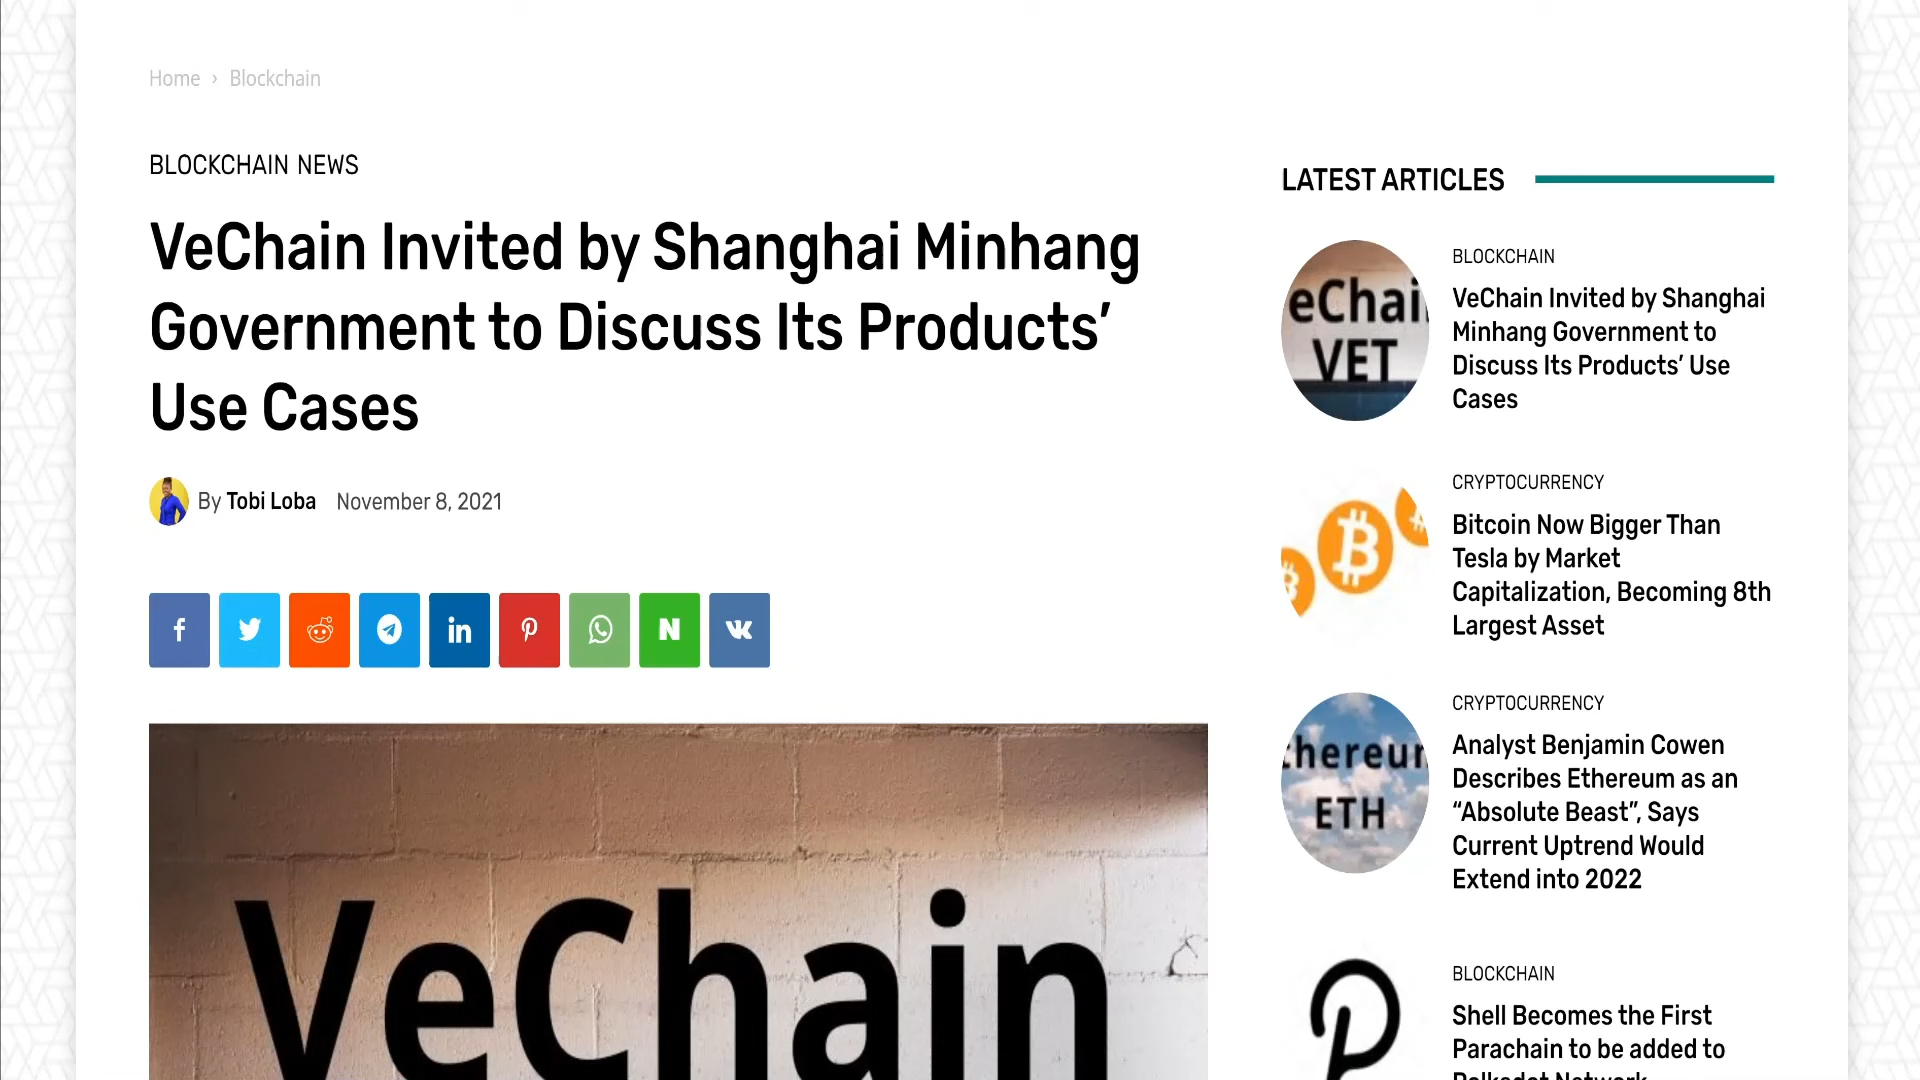 Home › Blockchain
BLOCKCHAIN NEWS
VeChain Invited by Shanghai Minhang
Government to Discuss Its Products’
Use Cases
By Tobi Loba November 8, 2021
VeChain
LATEST ARTICLES
eChai
VET
BLOCKCHAIN
VeChain Invited by Shanghai
Minhang Government to
Discuss Its Products’ Use
Cases
CRYPTOCURRENCY
Bitcoin Now Bigger Than
Tesla by Market
Capitalization, Becoming 8th
Largest Asset
hereu
ETH
CRYPTOCURRENCY
Analyst Benjamin Cowen
Describes Ethereum as an
“Absolute Beast”, Says
Current Uptrend Would
Extend into 2022
BLOCKCHAIN
Shell Becomes the First
Parachain to be added to
Polkadot Network